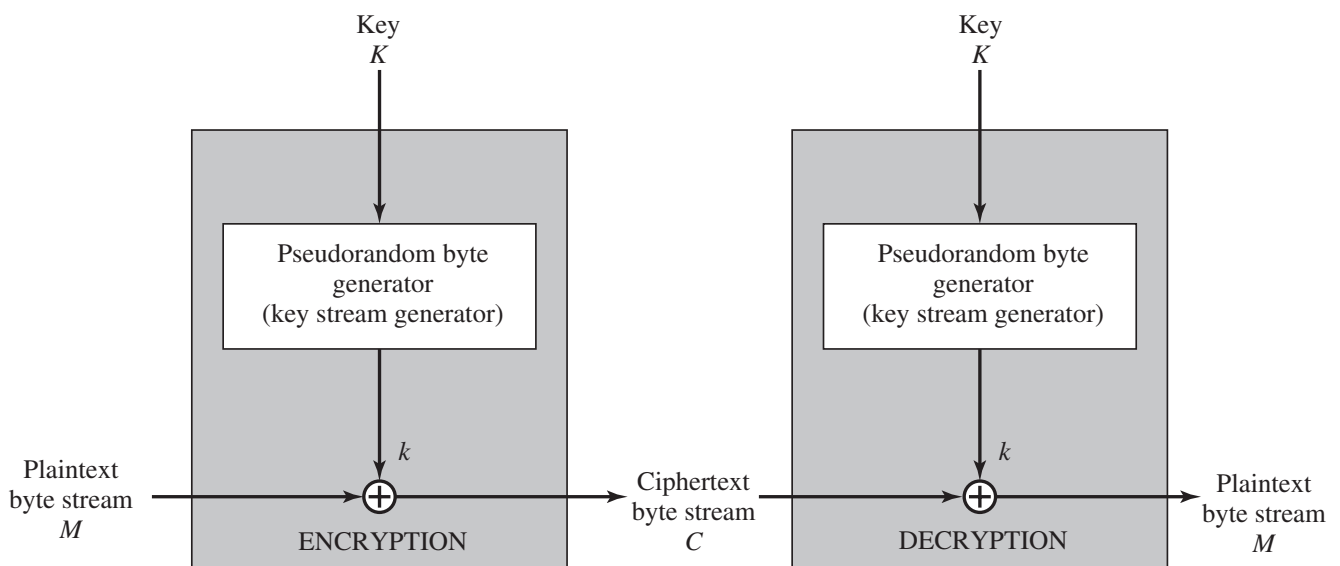 Key
K
Pseudorandom byte
generator
(key stream generator)
k
Plaintext
byte stream
M
ENCRYPTION
Ciphertext
byte stream
C
Key
K
Pseudorandom byte
generator
(key stream generator)
k
DECRYPTION
Plaintext
byte stream
M